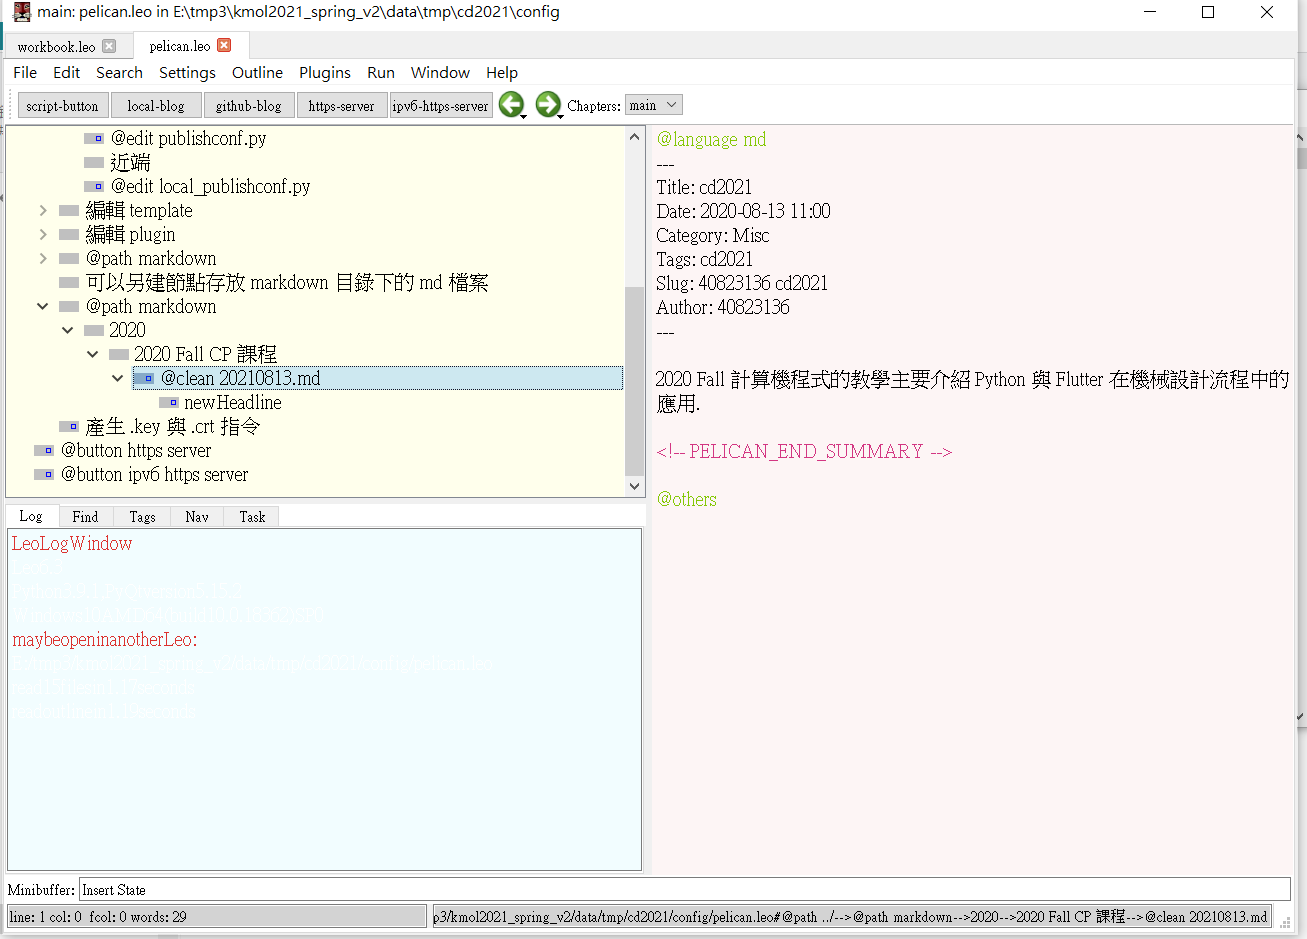 main: pelican.leo in E:\tmp3\kmol2021_spring_v2\data\tmp\cd2021\config
workbook.leo pelican.leo
File Edit Search Settings Outline Plugins Run Window Help
script-button local-blog github-blog https-server ipv6-https-server Chapters: main
@edit publishconf.py
近端
@edit local_publishconf.py
編輯 template
編輯 plugin
@path markdown
可以另建節點存放 markdown 目錄下的 md 檔案
@path markdown
2020
2020 Fall CP 課程
@clean 20210813.md
newHeadline
產生 .key 與 .crt 指令
@button https server
@button ipv6 https server
Log Find Tags Nav Task
LeoLogWindow
maybeopeninanotherLeo:
@language md
---
Title: cd2021
Date: 2020-08-13 11:00
Category: Misc
Tags: cd2021
Slug: 40823136 cd2021
Author: 40823136
---
2020 Fall 計算機程式的教學主要介紹 Python 與 Flutter 在機械設計流程中的
應用.
<!-- PELICAN_END_SUMMARY -->
@others
Minibuffer: Insert State
line: 1 col: 0 fcol: 0 words: 29
p3/kmol2021_spring_v2/data/tmp/cd2021/config/pelican.leo#@path ../-->@path markdown-->2020-->2020 Fall CP 課程-->@clean 20210813.md